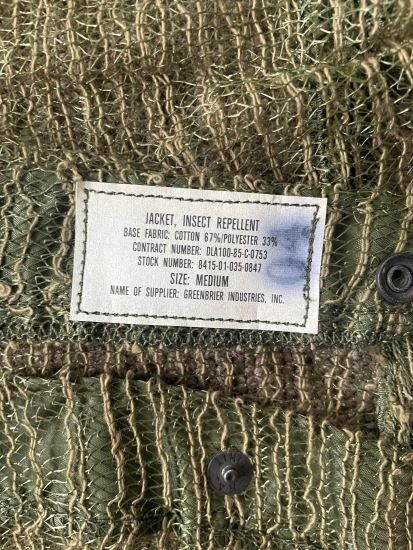 JACKET, INSECT REPELLENT
BASE FABRIC: COTTON 67%/POLYESTER 33%
CONTRACT NUMBER: DLA100-85-C-0753
STOCK NUMBER: 8415-01-035-0847
SIZE: MEDIUM
NAME OF SUPPLIER: GREENBRIER INDUSTRIES, INC.